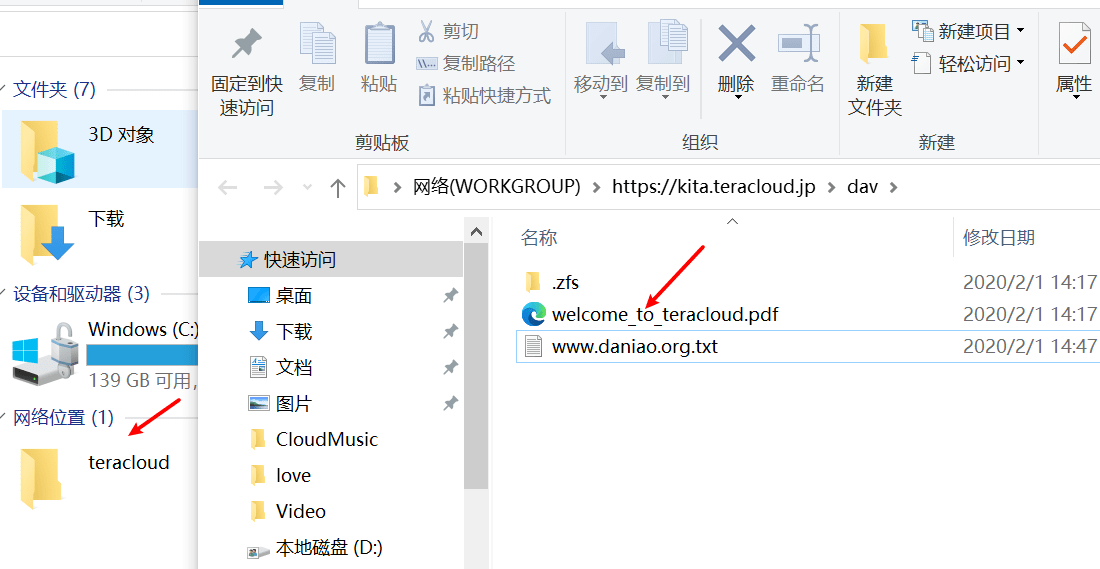 文件夹 (7)
3D 对象
下载
设备和驱动器 (3)
Windows (C:)
139 GB 可用,
网络位置 (1)
teracloud
固定到快
速访问
复制
粘贴
剪切
复制路径
粘贴快捷方式
剪贴板
移动到
复制到
删除
重命名
组织
新建
文件夹
新建项目
轻松访问
新建
属性
网络(WORKGROUP) > https://kita.teracloud.jp > dav >
快速访问
桌面
下载
文档
图片
CloudMusic
love
Video
本地磁盘 (D:)
名称 修改日期
.zfs 2020/2/1 14:17
welcome_to_teracloud.pdf 2020/2/1 14:17
www.daniao.org.txt 2020/2/1 14:47